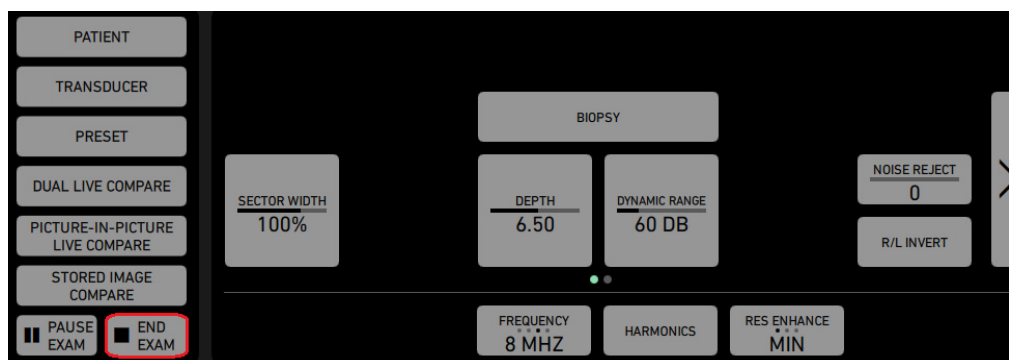 PATIENT
TRANSDUCER
PRESET
DUAL LIVE COMPARE
PICTURE-IN-PICTURE
LIVE COMPARE
STORED IMAGE
COMPARE
PAUSE
EXAM
END
EXAM
BIOPSY
SECTOR WIDTH
100%
DEPTH
6.50
DYNAMIC RANGE
60 DB
NOISE REJECT
0
R/L INVERT
FREQUENCY
8 MHZ
HARMONICS
RES ENHANCE
MIN